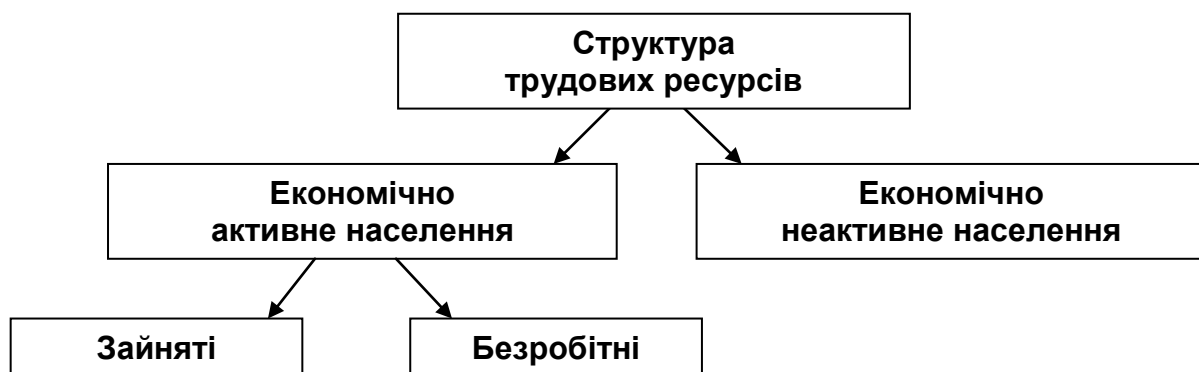 Структура
трудових ресурсів
Економічно
активне населення
Економічно
неактивне населення
Зайняті
Безробітні